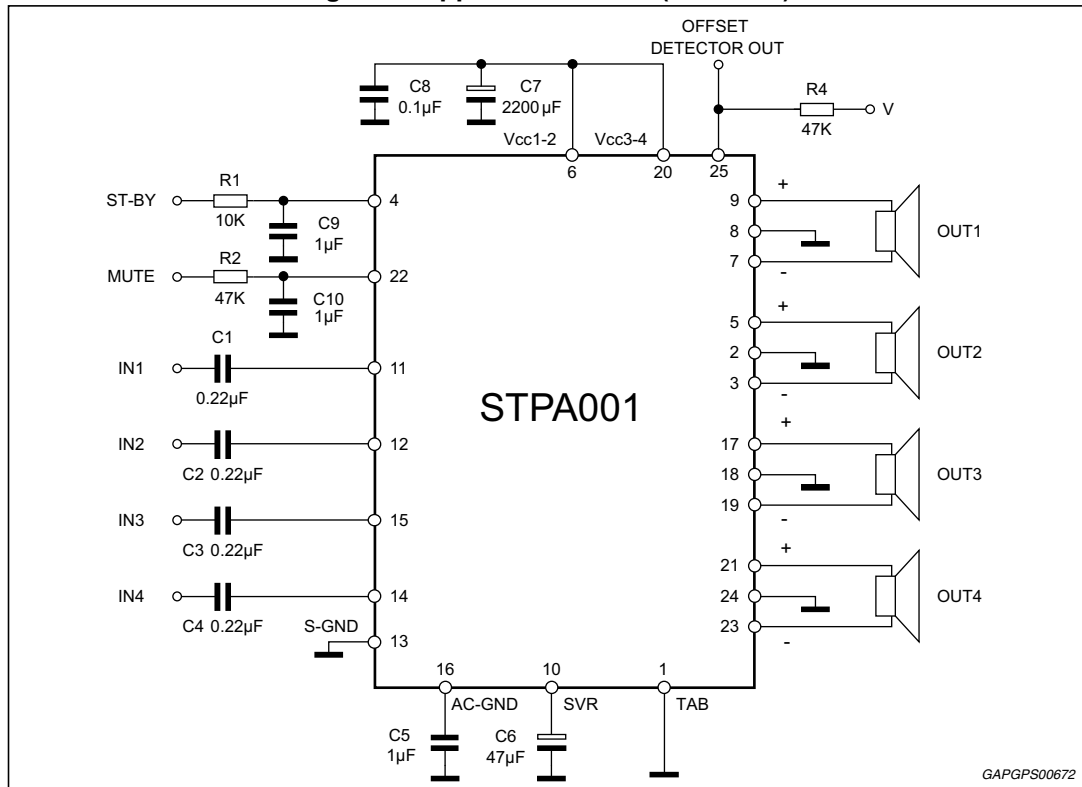 OFFSET
DETECTOR OUT
C8
0.1µF
C7
2200 µF
R4
47K
V
Vcc1-2
Vcc3-4
6
20
25
ST-BY
R1
10K
4
C9
1µF
MUTE
R2
47K
22
C10
1µF
IN1
C1
0.22µF
11
IN2
C2 0.22µF
12
IN3
C3 0.22µF
15
IN4
C4 0.22µF
14
S-GND
13
STPA001
9
+
8
7
-
OUT1
5
+
2
3
-
OUT2
17
+
18
19
-
OUT3
21
+
24
23
-
OUT4
16
AC-GND
10
SVR
1
TAB
C5
1µF
C6
47µF
GAPGPS00672